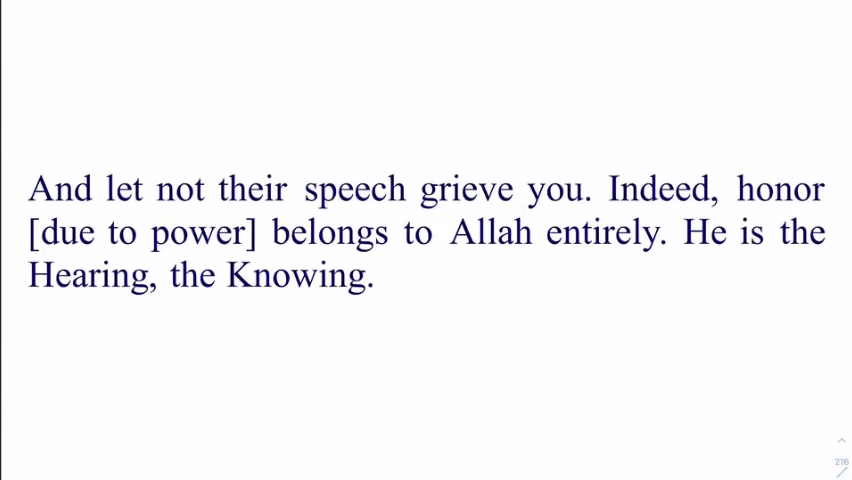 And let not their speech grieve you. Indeed, honor
[due to power] belongs to Allah entirely. He is the
Hearing, the Knowing.
216